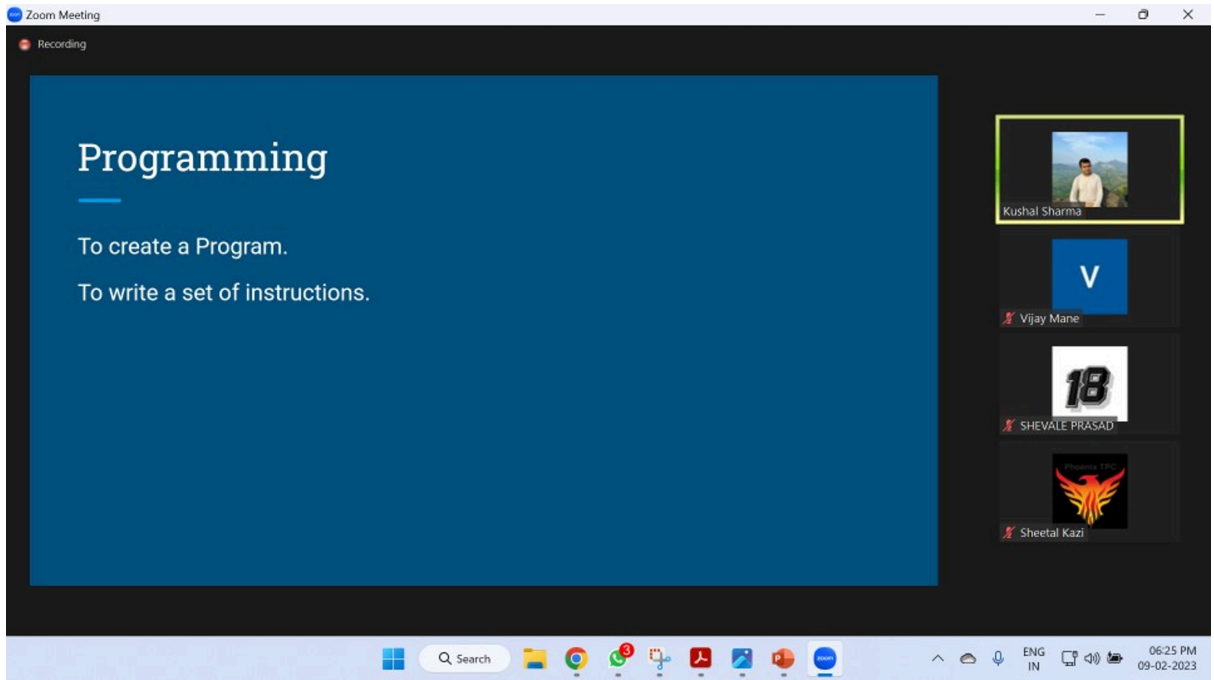 Zoom Meeting
Recording
Programming
To create a Program.
To write a set of instructions.
Kushal Sharma
V
Vijay Mane
18
SHEVALE PRASAD
Phoenix TPC
Sheetal Kazi
Search
3
zoom
ENG
IN
06:25 PM
09-02-2023